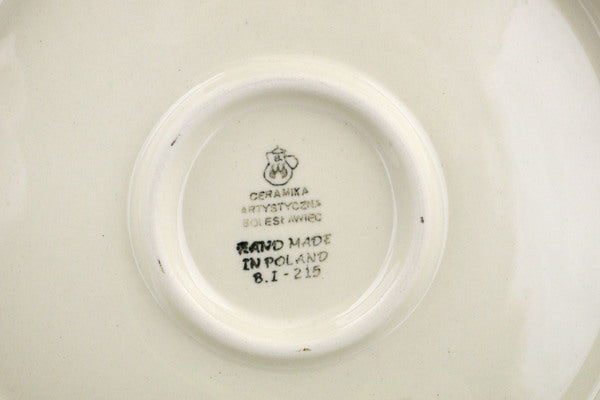 CERAMIKA
ARTYSTYCZNA
BOLESŁAWIEC
HAND MADE
IN POLAND
B.I - 215